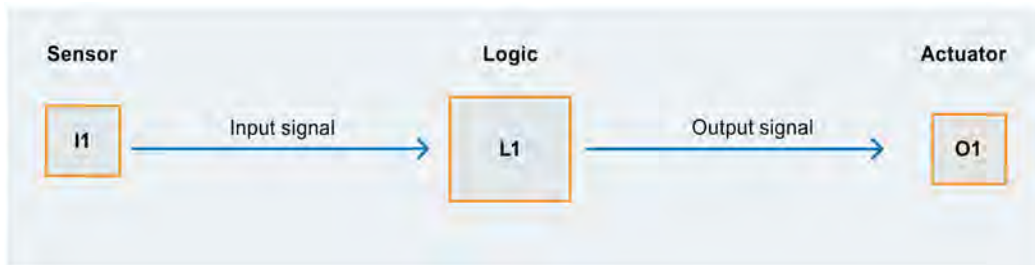 Sensor Logic Actuator
Input signal Output signal
I1 L1 O1